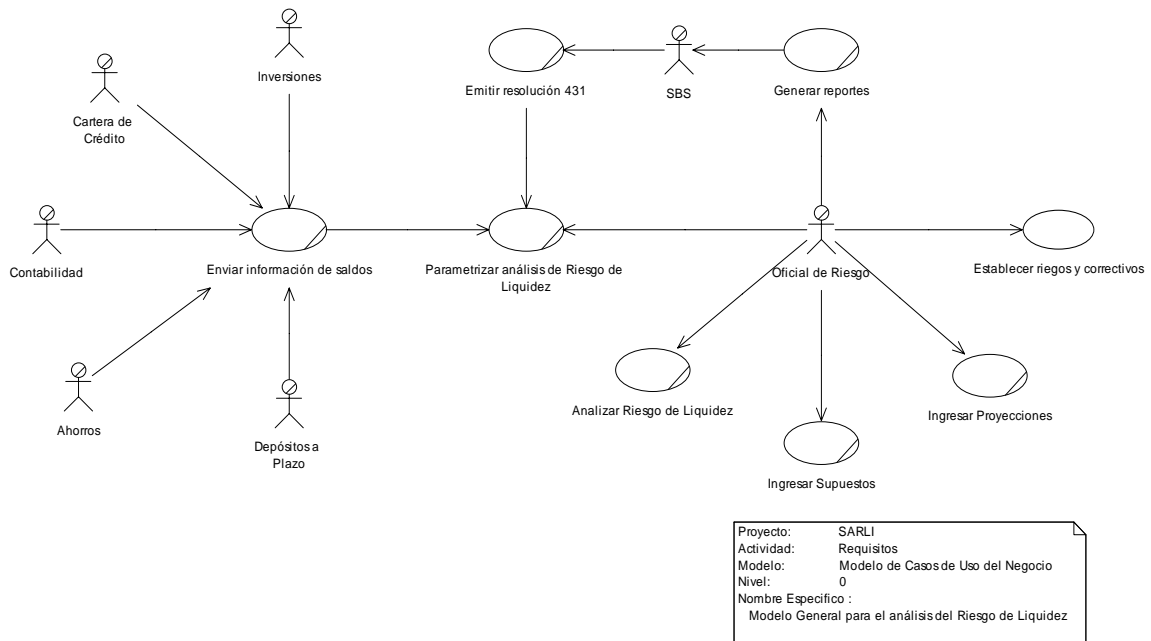 Inversiones
Emitir resolución 431
SBS
Generar reportes
Cartera de
Crédito
Contabilidad
Enviar información de saldos
Parametrizar análisis de Riesgo de
Liquidez
Oficial de Riesgo
Establecer riegos y correctivos
Ahorros
Depósitos a
Plazo
Analizar Riesgo de Liquidez
Ingresar Proyecciones
Ingresar Supuestos
Proyecto: SARLI
Actividad: Requisitos
Modelo: Modelo de Casos de Uso del Negocio
Nivel: 0
Nombre Especifico :
Modelo General para el análisis del Riesgo de Liquidez